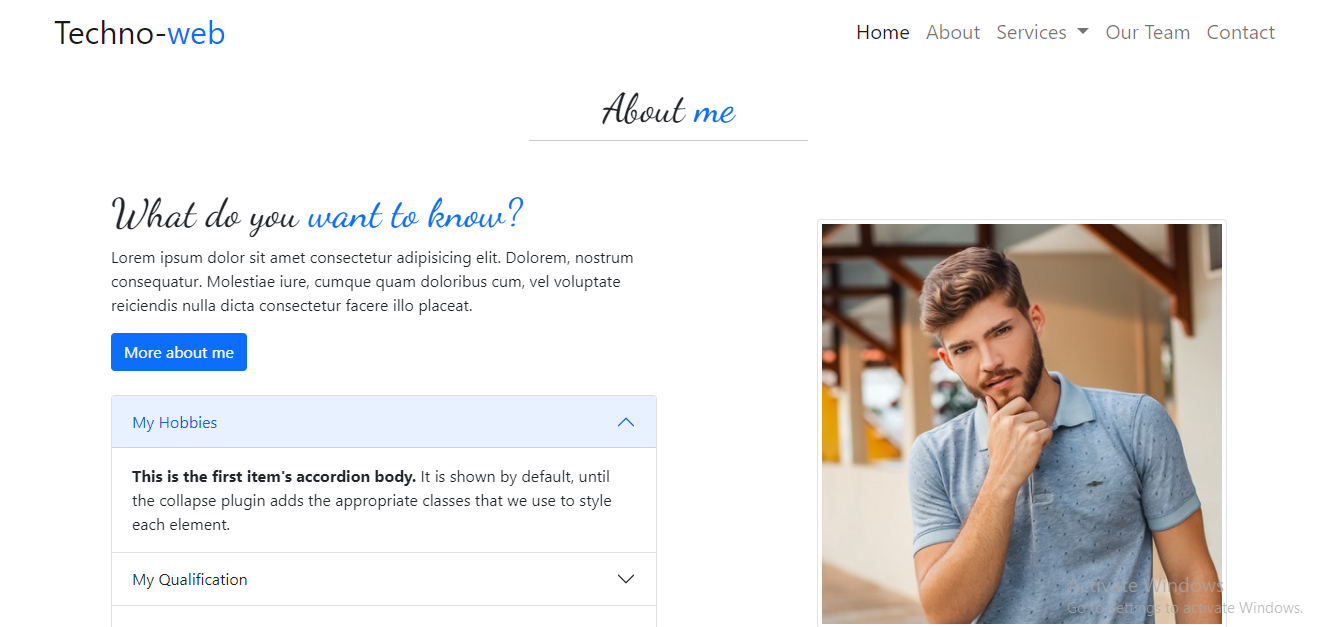 Techno-web
Home About Services Our Team Contact
About me
What do you want to know?
Lorem ipsum dolor sit amet consectetur adipisicing elit. Dolorem, nostrum
consequatur. Molestiae iure, cumque quam doloribus cum, vel voluptate
reiciendis nulla dicta consectetur facere illo placeat.
More about me
My Hobbies
This is the first item's accordion body. It is shown by default, until
the collapse plugin adds the appropriate classes that we use to style
each element.
My Qualification
Activate Windows
Go to Settings to activate Windows.